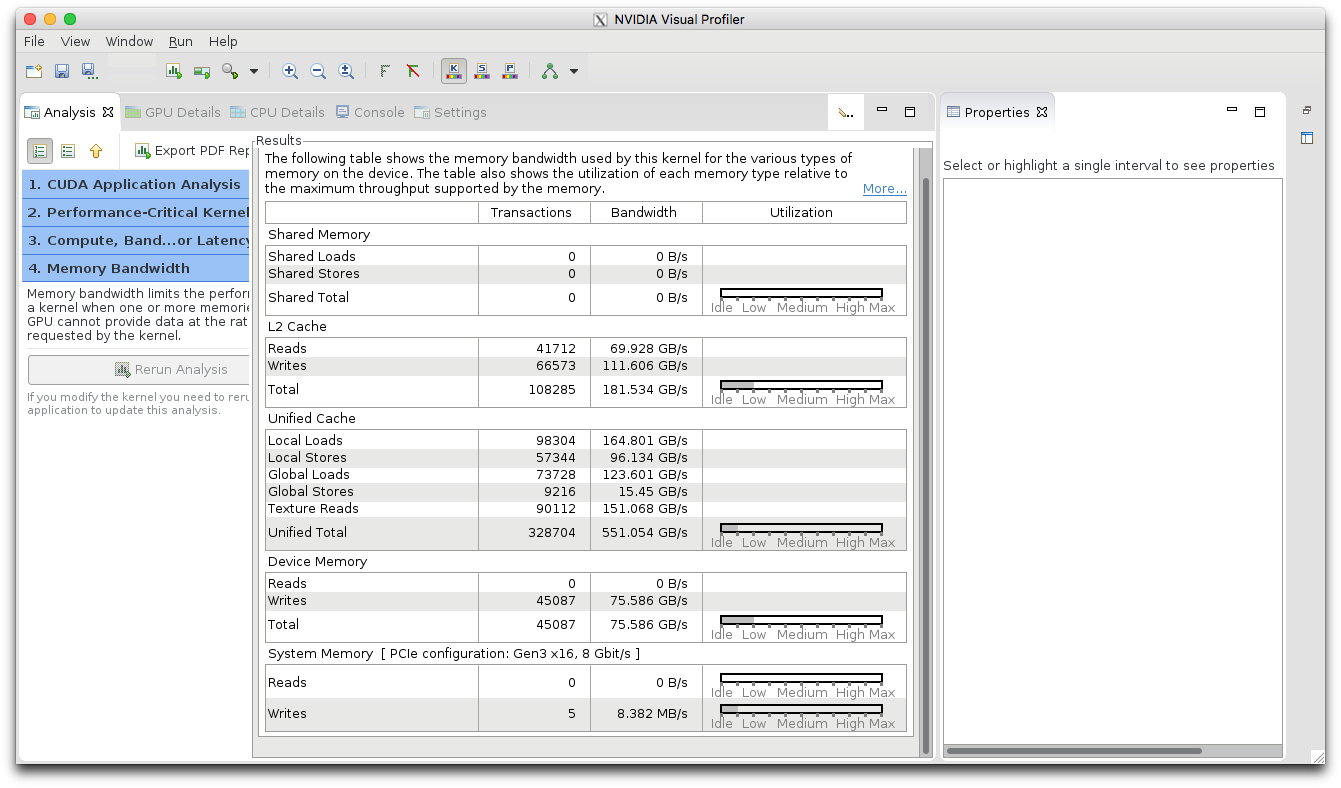 NVIDIA Visual Profiler
File View Window Run Help
Analysis GPU Details CPU Details Console Settings
Export PDF Rep
1. CUDA Application Analysis
2. Performance-Critical Kernel
3. Compute, Band...or Latency
4. Memory Bandwidth
Memory bandwidth limits the perfor
a kernel when one or more memorie
GPU cannot provide data at the rat
requested by the kernel.
Rerun Analysis
If you modify the kernel you need to reru
application to update this analysis.
Results
The following table shows the memory bandwidth used by this kernel for the various types of
memory on the device. The table also shows the utilization of each memory type relative to
the maximum throughput supported by the memory. More...
Transactions Bandwidth Utilization
Shared Memory
Shared Loads 0 0 B/s
Shared Stores 0 0 B/s
Shared Total 0 0 B/s
Idle Low Medium High Max
L2 Cache
Reads 41712 69.928 GB/s
Writes 66573 111.606 GB/s
Total 108285 181.534 GB/s
Idle Low Medium High Max
Unified Cache
Local Loads 98304 164.801 GB/s
Local Stores 57344 96.134 GB/s
Global Loads 73728 123.601 GB/s
Global Stores 9216 15.45 GB/s
Texture Reads 90112 151.068 GB/s
Unified Total 328704 551.054 GB/s
Idle Low Medium High Max
Device Memory
Reads 0 0 B/s
Writes 45087 75.586 GB/s
Total 45087 75.586 GB/s
Idle Low Medium High Max
System Memory [ PCIe configuration: Gen3 x16, 8 Gbit/s ]
Reads 0 0 B/s
Idle Low Medium High Max
Writes 5 8.382 MB/s
Idle Low Medium High Max
Properties
Select or highlight a single interval to see properties